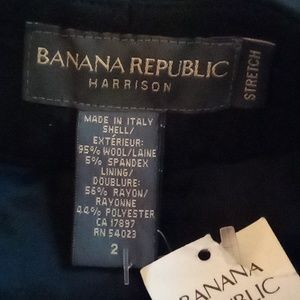 BANANA REPUBLIC
HARRISON
STRETCH
MADE IN ITALY
SHELL/
EXTÉRIEUR:
95% WOOL/LAINE
5% SPANDEX
LINING/
DOUBLURE:
56% RAYON/
RAYONNE
44% POLYESTER
CA 17897
RN 54023
2
BANANA
REPUBLIC